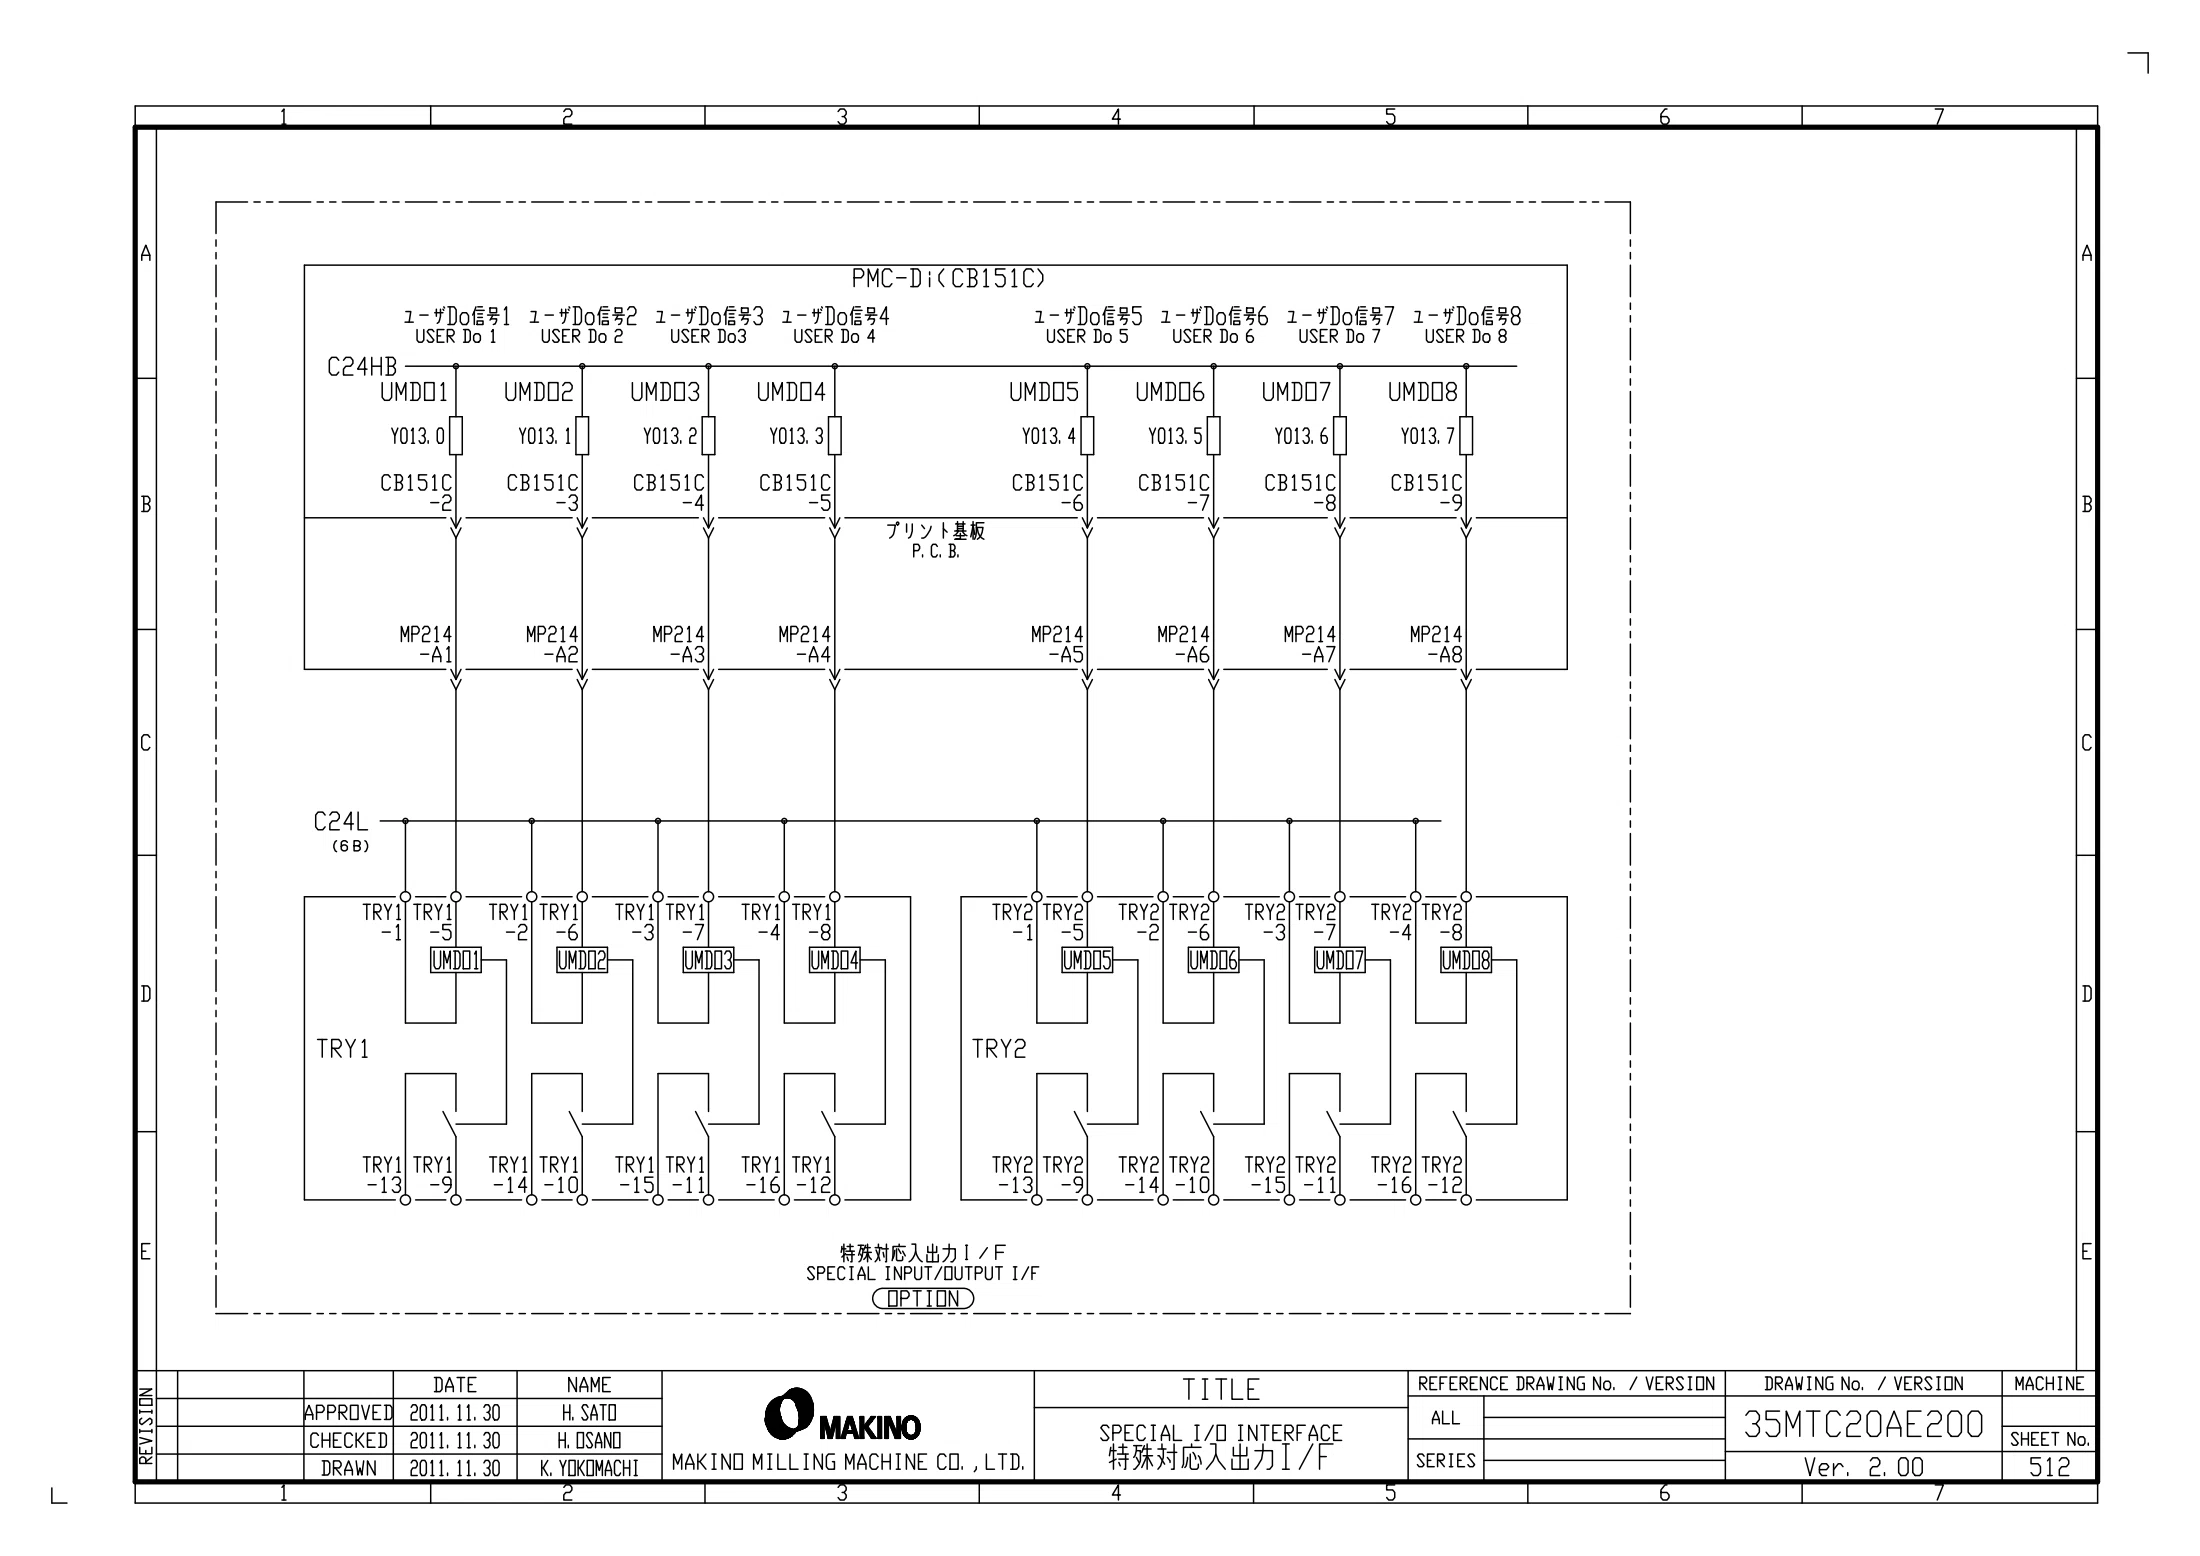 1 2 3 4 5 6 7
A A
PMC-Di(CB151C)
ユーザDo信号1 ユーザDo信号2 ユーザDo信号3 ユーザDo信号4 ユーザDo信号5 ユーザDo信号6 ユーザDo信号7 ユーザDo信号8
USER Do 1 USER Do 2 USER Do3 USER Do 4 USER Do 5 USER Do 6 USER Do 7 USER Do 8
C24HB
UMDO1 UMDO2 UMDO3 UMDO4 UMDO5 UMDO6 UMDO7 UMDO8
Y013.0 Y013.1 Y013.2 Y013.3 Y013.4 Y013.5 Y013.6 Y013.7
CB151C CB151C CB151C CB151C CB151C CB151C CB151C CB151C
-2 -3 -4 -5 -6 -7 -8 -9
B B
プリント基板
P.C.B.
MP214 MP214 MP214 MP214 MP214 MP214 MP214 MP214
-A1 -A2 -A3 -A4 -A5 -A6 -A7 -A8
C C
C24L
(6B)
TRY1 TRY1 TRY1 TRY1 TRY1 TRY1 TRY1 TRY1 TRY2 TRY2 TRY2 TRY2 TRY2 TRY2 TRY2 TRY2
-1 -5 -2 -6 -3 -7 -4 -8 -1 -5 -2 -6 -3 -7 -4 -8
UMDO1 UMDO2 UMDO3 UMDO4 UMDO5 UMDO6 UMDO7 UMDO8
D D
TRY1 TRY2
TRY1 TRY1 TRY1 TRY1 TRY1 TRY1 TRY1 TRY1 TRY2 TRY2 TRY2 TRY2 TRY2 TRY2 TRY2 TRY2
-13 -9 -14 -10 -15 -11 -16 -12 -13 -9 -14 -10 -15 -11 -16 -12
E E
特殊対応入出力I/F
SPECIAL INPUT/OUTPUT I/F
OPTION
REVISION
DATE NAME
APPROVED 2011.11.30 H.SATO
CHECKED 2011.11.30 H.OSANO
DRAWN 2011.11.30 K.YOKOMACHI
MAKINO
MAKINO MILLING MACHINE CO.,LTD.
TITLE
SPECIAL I/O INTERFACE
特殊対応入出力I/F
REFERENCE DRAWING No. / VERSION
ALL
SERIES
DRAWING No. / VERSION
35MTC20AE200
Ver. 2.00
MACHINE
SHEET No.
512
1 2 3 4 5 6 7